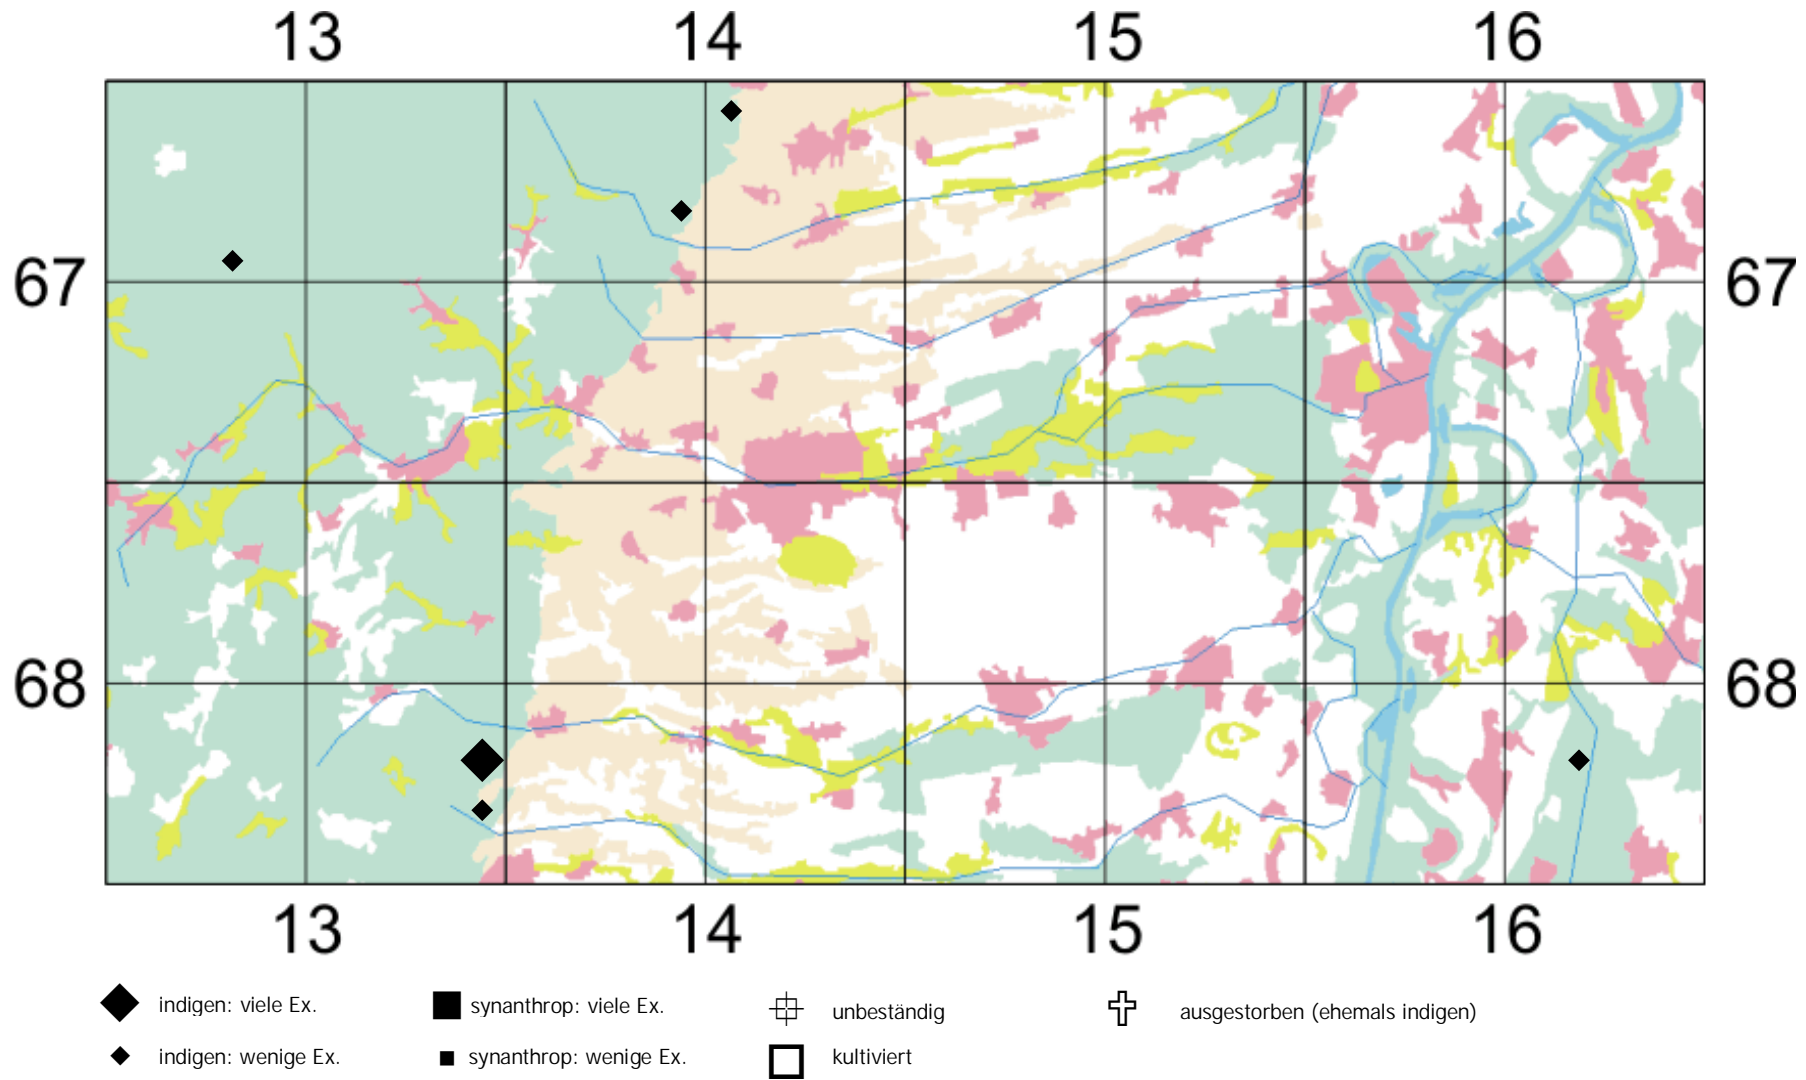 13 14 15 16
67 67
68 68
13 14 15 16
indigen: viele Ex. synanthrop: viele Ex. unbeständig ausgestorben (ehemals indigen)
indigen: wenige Ex. synanthrop: wenige Ex. kultiviert